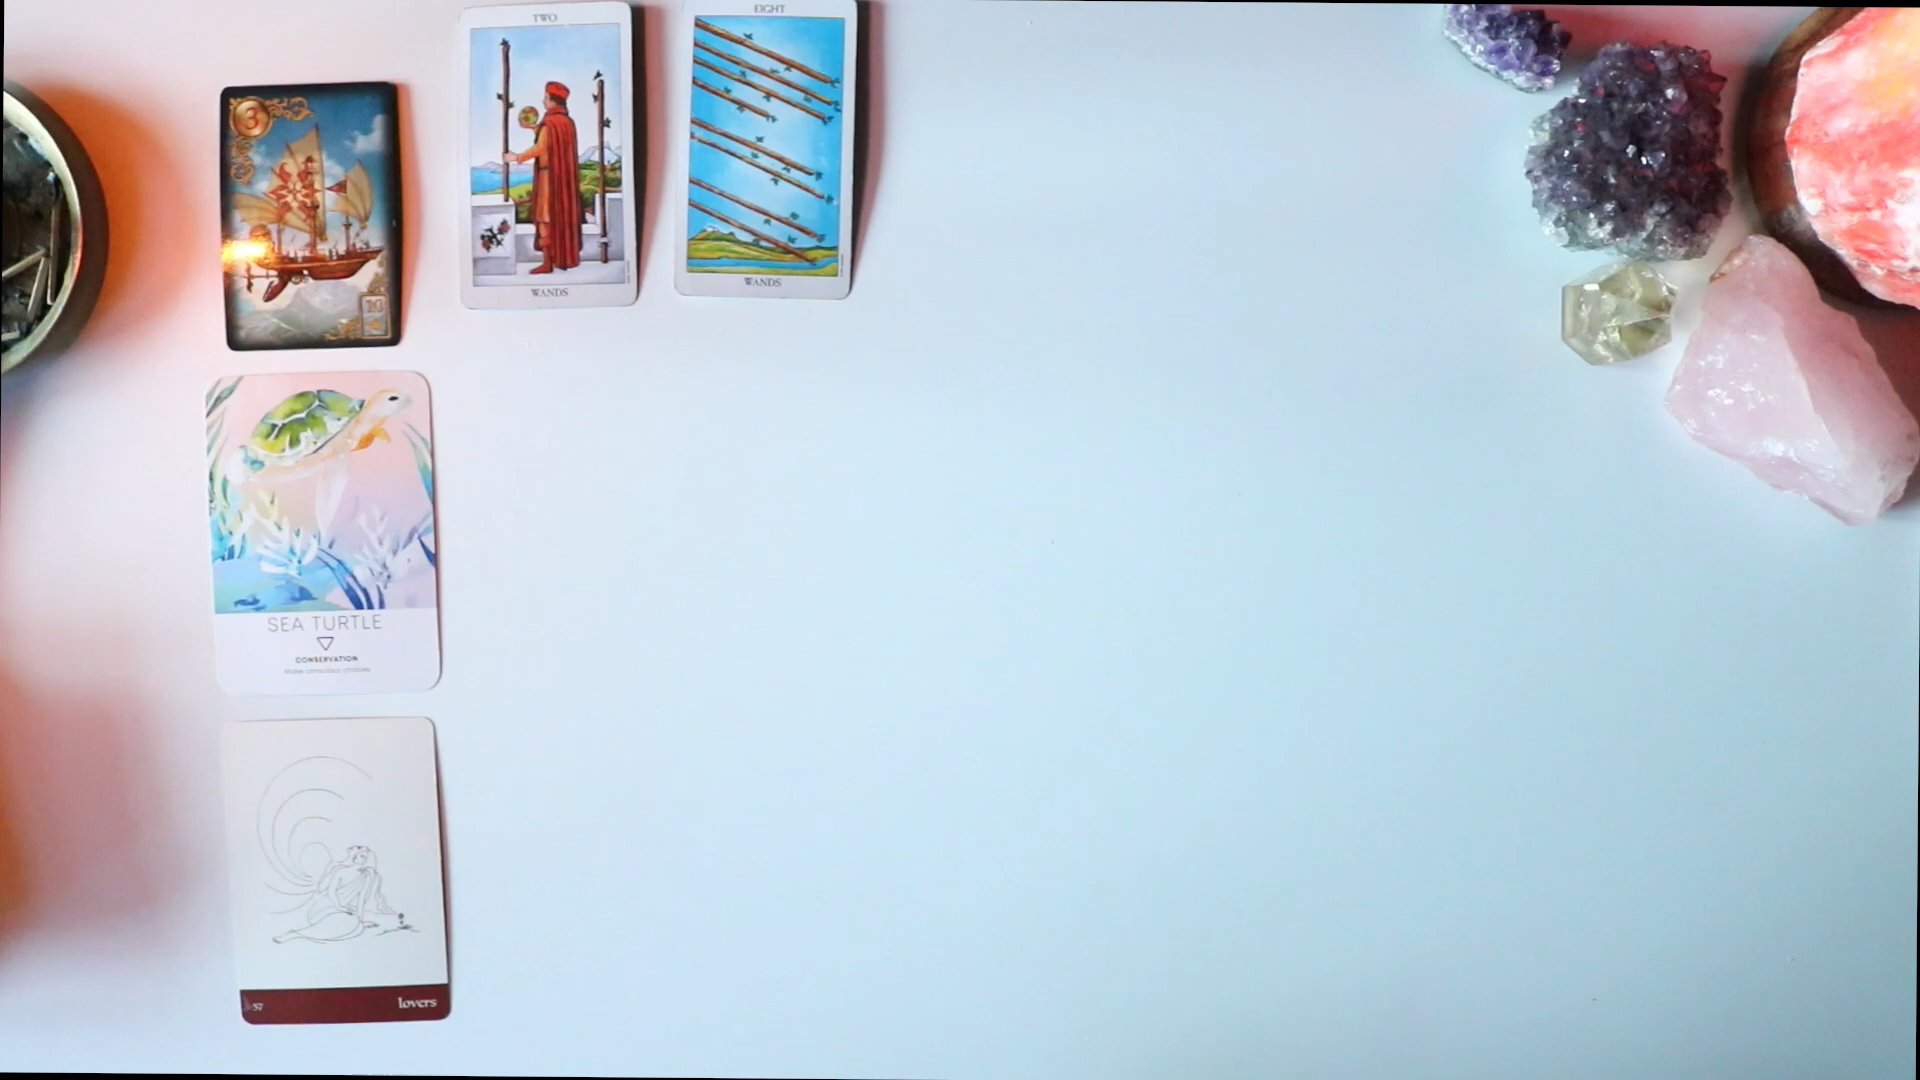 3
10
TWO
WANDS
EIGHT
WANDS
SEA TURTLE
CONSERVATION
57
lovers